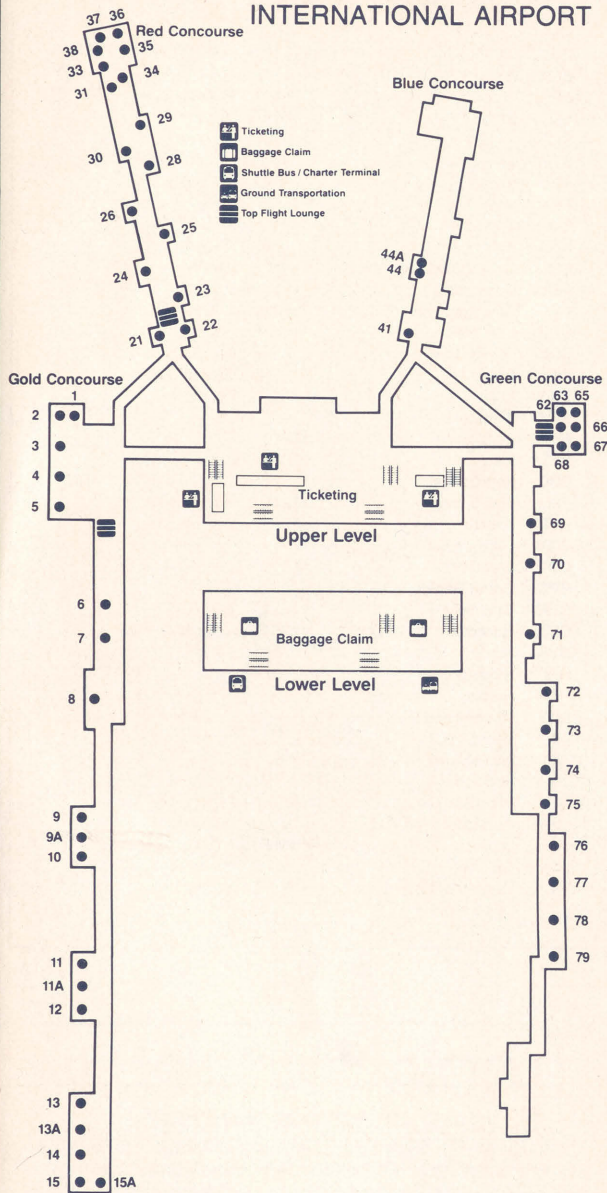 INTERNATIONAL AIRPORT
Red Concourse
37 36
38 35
33 34
31
29
30 28
26 25
24
23
21 22
Ticketing
Baggage Claim
Shuttle Bus / Charter Terminal
Ground Transportation
Top Flight Lounge
Blue Concourse
44A
44
41
Gold Concourse
1
2
3
4
5
6
7
8
9
9A
10
11
11A
12
13
13A
14
15 15A
Ticketing
Upper Level
Baggage Claim
Lower Level
Green Concourse
62 63 65
66
67
68
69
70
71
72
73
74
75
76
77
78
79